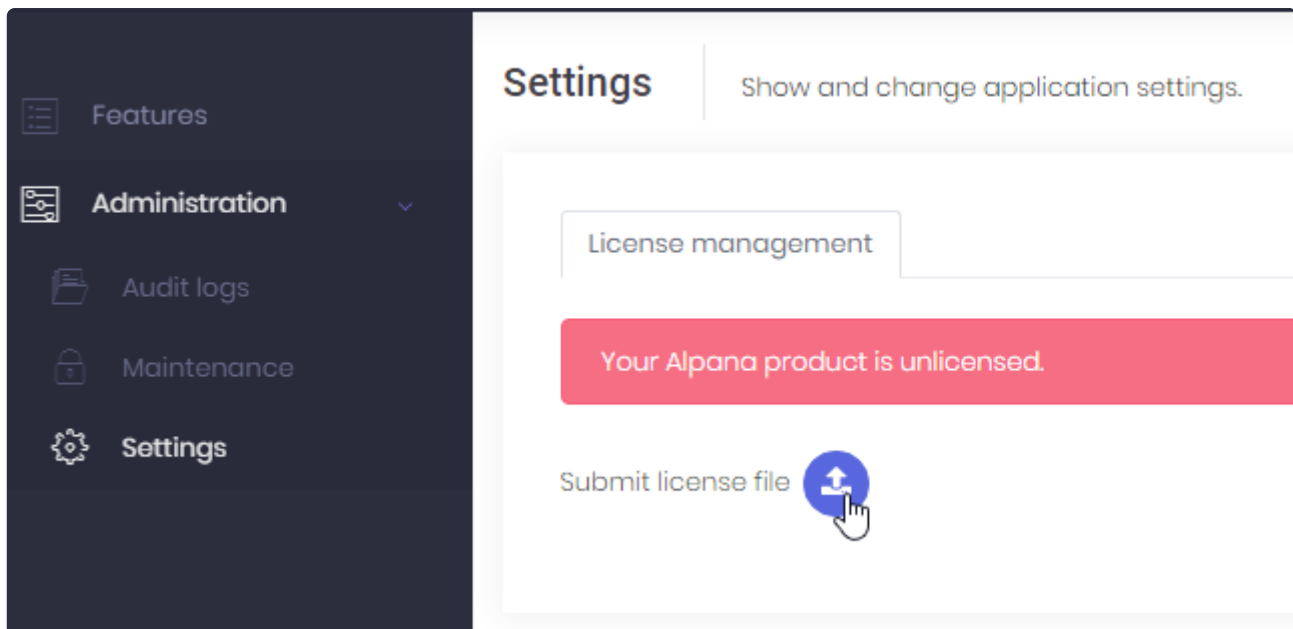 Features
Administration
Audit logs
Maintenance
Settings
Settings
Show and change application settings.
License management
Your Alpana product is unlicensed.
Submit license file